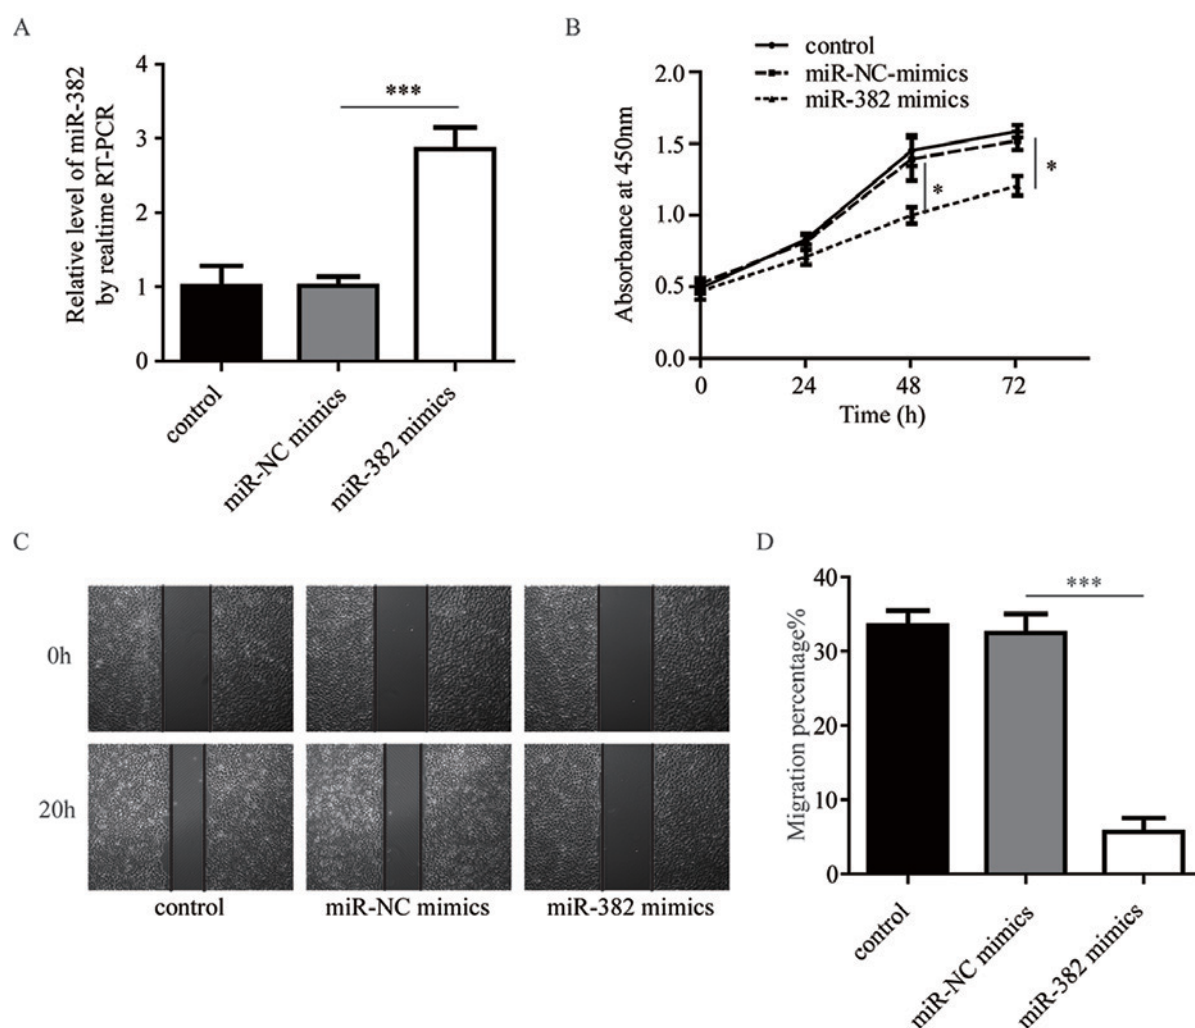 A
Relative level of miR-382
by realtime RT-PCR
4
3
2
1
0
***
control
miR-NC mimics
miR-382 mimics
B
control
miR-NC-mimics
miR-382 mimics
Absorbance at 450nm
2.0
1.5
1.0
0.5
0.0
*
*
0
24
48
72
Time (h)
C
0h
20h
control
miR-NC mimics
miR-382 mimics
D
Migration percentage%
40
30
20
10
0
***
control
miR-NC mimics
miR-382 mimics